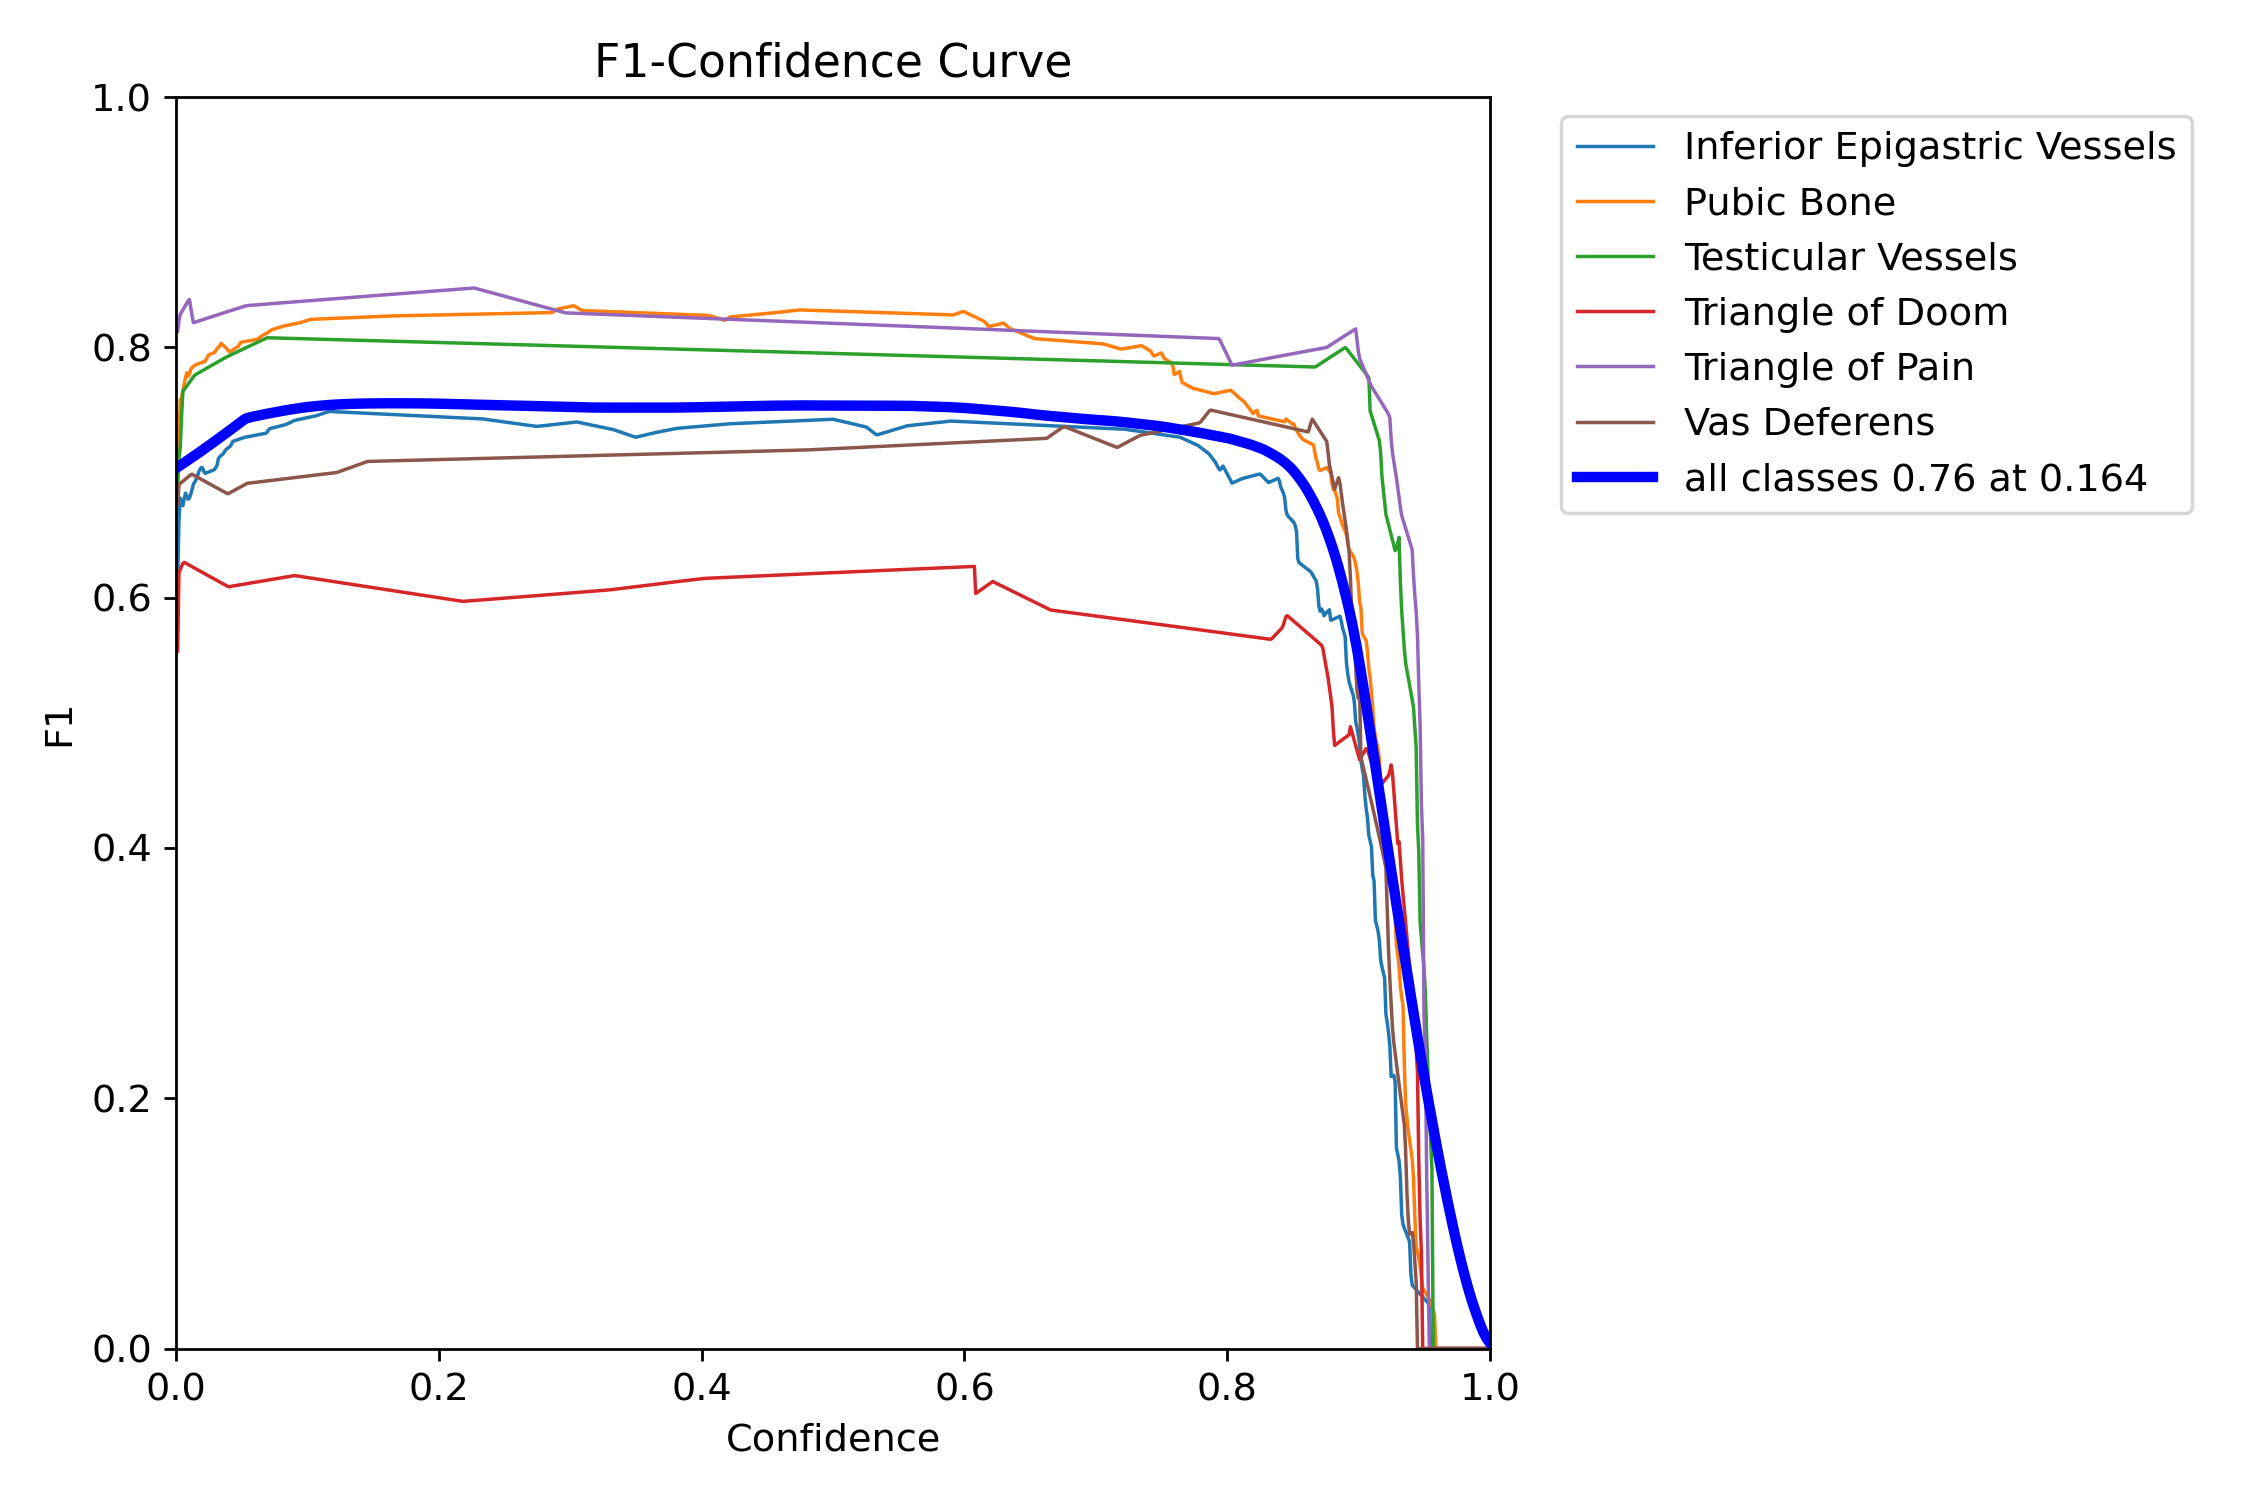 F1-Confidence Curve
1.0
0.8
0.6
0.4
0.2
0.0
F1
0.0 0.2 0.4 0.6 0.8 1.0
Confidence
Inferior Epigastric Vessels
Pubic Bone
Testicular Vessels
Triangle of Doom
Triangle of Pain
Vas Deferens
all classes 0.76 at 0.164